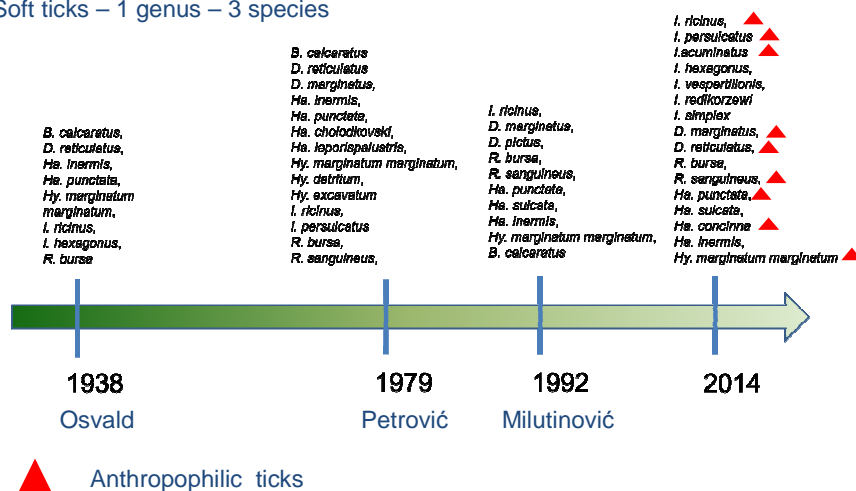 Soft ticks – 1 genus – 3 species
B. calcaratus,
D. reticulatus,
Ha. inermis,
Ha. punctata,
Hy. marginatum
marginatum,
I. ricinus,
I. hexagonus,
R. bursa
B. calcaratus
D. reticulatus
D. marginatus,
Ha. inermis,
Ha. punctata,
Ha. cholodkovski,
Ha. leporispalustris,
Hy. marginatum marginatum,
Hy. detritum,
Hy. excavatum
I. ricinus,
I. persulcatus
R. bursa,
R. sanguineus,
I. ricinus,
D. marginatus,
D. pictus,
R. bursa,
R. sanguineus,
Ha. punctata,
Ha. sulcata,
Ha. inermis,
Hy. marginatum marginatum,
B. calcaratus
I. ricinus,
I. persulcatus
I.acuminatus
I. hexagonus,
I. vespertilionis,
I. redikorzewi
I. simplex
D. marginatus,
D. reticulatus,
R. bursa,
R. sanguineus,
Ha. punctata,
Ha. sulcata,
Ha. concinna
Ha. inermis,
Hy. marginatum marginatum
1938
Osvald
1979
Petrović
1992
Milutinović
2014
Anthropophilic ticks